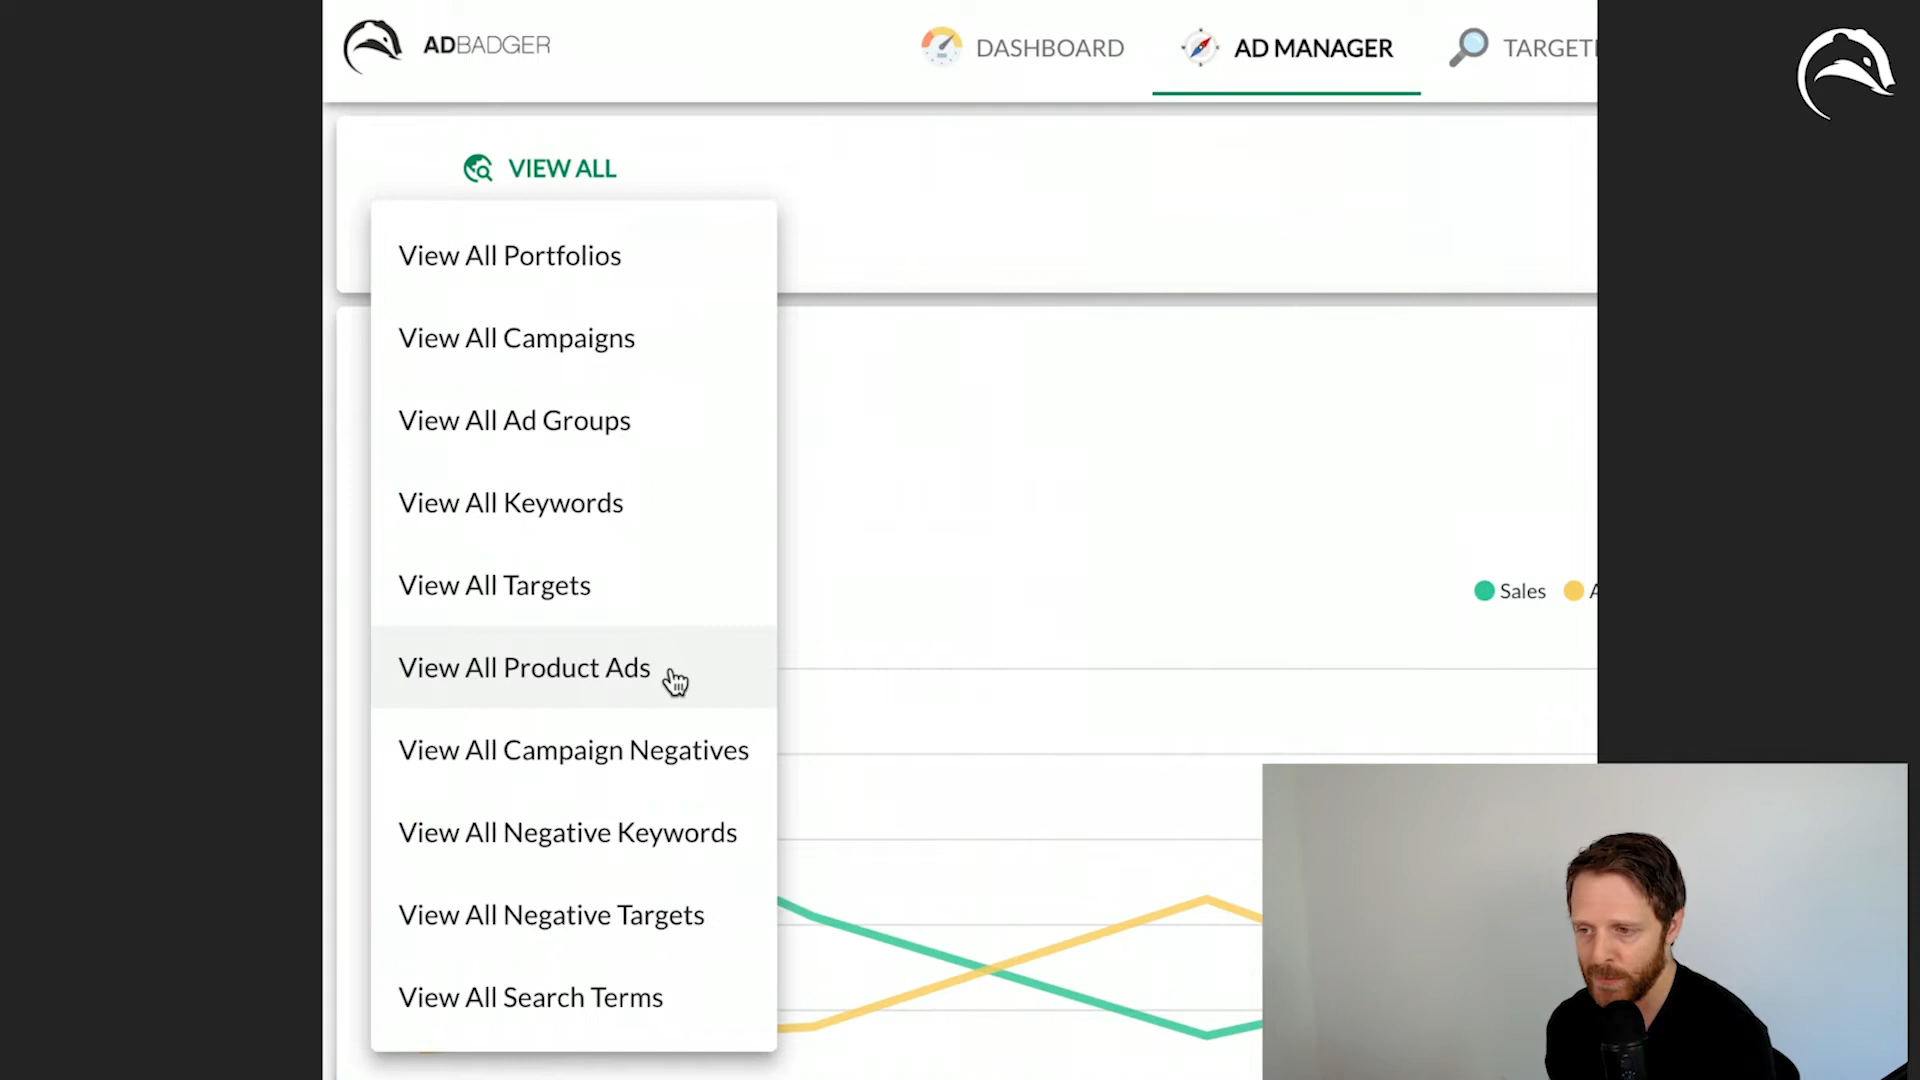 ADBADGER
DASHBOARD
AD MANAGER
TARGETI
VIEW ALL
View All Portfolios
View All Campaigns
View All Ad Groups
View All Keywords
View All Targets
View All Product Ads
View All Campaign Negatives
View All Negative Keywords
View All Negative Targets
View All Search Terms
Sales
A